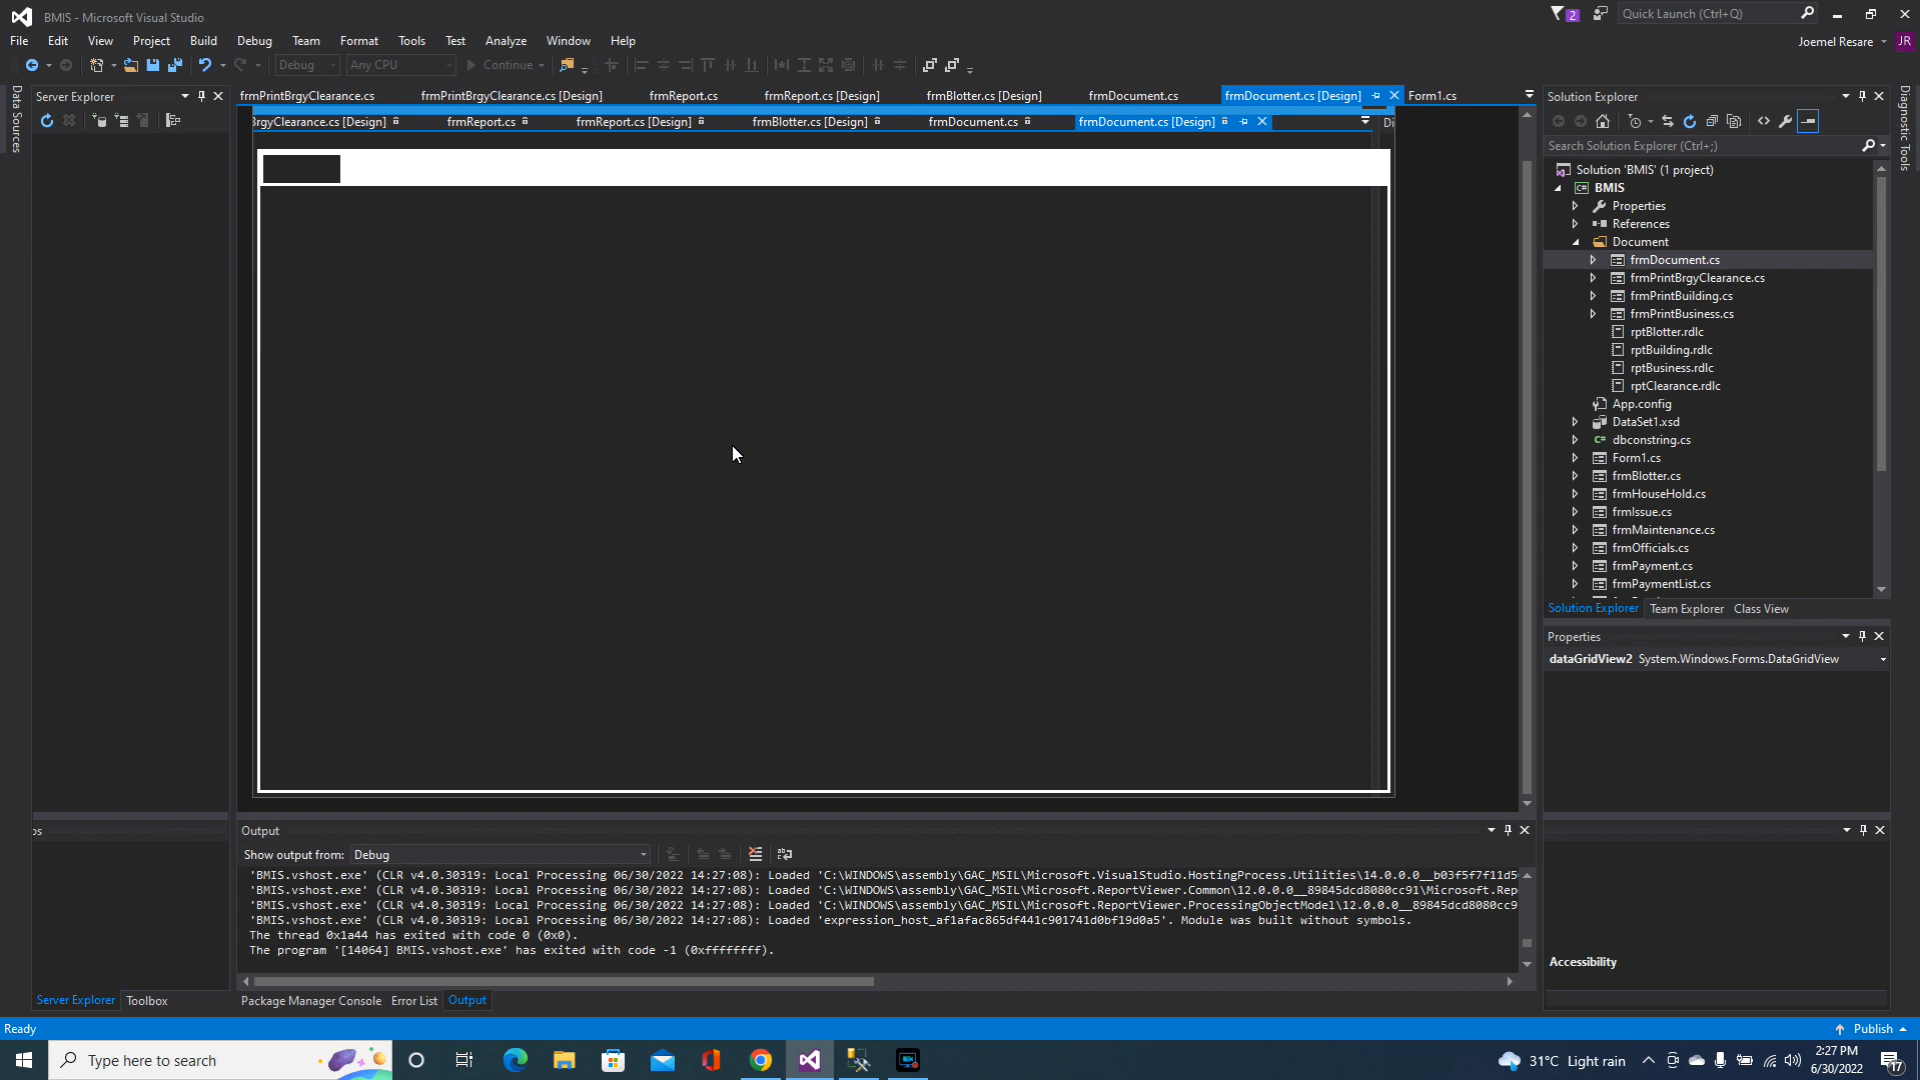 BMIS - Microsoft Visual Studio
2
Quick Launch (Ctrl+Q)
File Edit View Project Build Debug Team Format Tools Test Analyze Window Help
Joemel Resare JR
Debug Any CPU Continue
Data Sources
Server Explorer
frmPrintBrgyClearance.cs frmPrintBrgyClearance.cs [Design] frmReport.cs frmReport.cs [Design] frmBlotter.cs [Design] frmDocument.cs frmDocument.cs [Design] Form1.cs
BrgyClearance.cs [Design] frmReport.cs frmReport.cs [Design] frmBlotter.cs [Design] frmDocument.cs frmDocument.cs [Design] Di
Solution Explorer
Diagnostic Tools
Search Solution Explorer (Ctrl+;)
Solution 'BMIS' (1 project)
BMIS
Properties
References
Document
frmDocument.cs
frmPrintBrgyClearance.cs
frmPrintBuilding.cs
frmPrintBusiness.cs
rptBlotter.rdlc
rptBuilding.rdlc
rptBusiness.rdlc
rptClearance.rdlc
App.config
DataSet1.xsd
dbconstring.cs
Form1.cs
frmBlotter.cs
frmHouseHold.cs
frmIssue.cs
frmMaintenance.cs
frmOfficials.cs
frmPayment.cs
frmPaymentList.cs
Solution Explorer Team Explorer Class View
Properties
dataGridView2 System.Windows.Forms.DataGridView
Accessibility
os
Output
Show output from: Debug
'BMIS.vshost.exe' (CLR v4.0.30319: Local Processing 06/30/2022 14:27:08): Loaded 'C:\WINDOWS\assembly\GAC_MSIL\Microsoft.VisualStudio.HostingProcess.Utilities\14.0.0.0__b03f5f7f11d5
'BMIS.vshost.exe' (CLR v4.0.30319: Local Processing 06/30/2022 14:27:08): Loaded 'C:\WINDOWS\assembly\GAC_MSIL\Microsoft.ReportViewer.Common\12.0.0.0__89845dcd8080cc91\Microsoft.Rep
'BMIS.vshost.exe' (CLR v4.0.30319: Local Processing 06/30/2022 14:27:08): Loaded 'C:\WINDOWS\assembly\GAC_MSIL\Microsoft.ReportViewer.ProcessingObjectModel\12.0.0.0__89845dcd8080cc9
'BMIS.vshost.exe' (CLR v4.0.30319: Local Processing 06/30/2022 14:27:08): Loaded 'expression_host_af1afac865df441c901741d0bf19d0a5'. Module was built without symbols.
The thread 0x1a44 has exited with code 0 (0x0).
The program '[14064] BMIS.vshost.exe' has exited with code -1 (0xffffffff).
Server Explorer Toolbox
Package Manager Console Error List Output
Ready
Publish
Type here to search
31°C Light rain
2:27 PM
6/30/2022
17